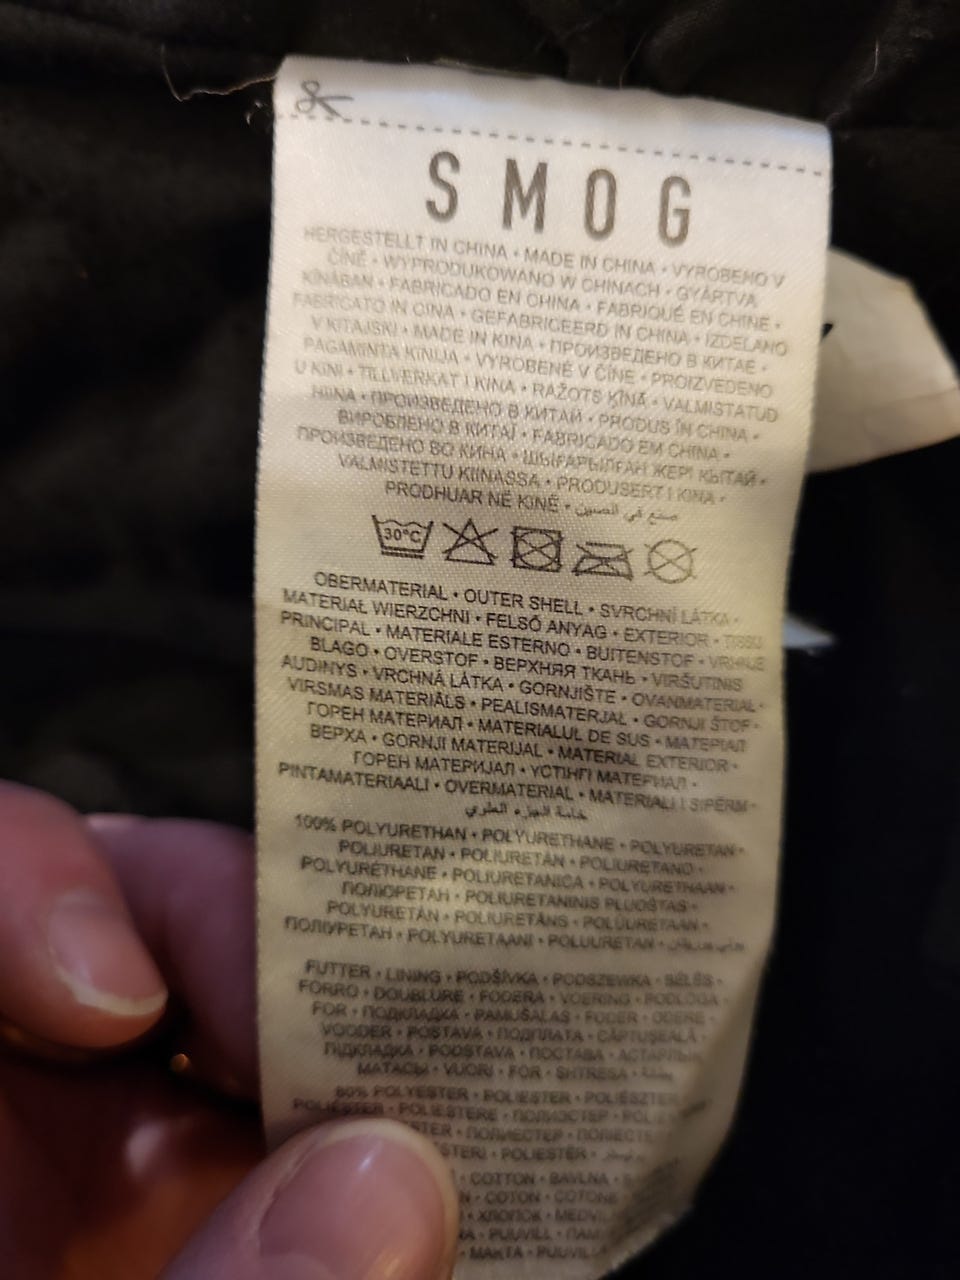 SMOG
HERGESTELLT IN CHINA • MADE IN CHINA • VYROBENO V
ČÍNĚ • WYPRODUKOWANO W CHINACH • GYÁRTVA
KÍNÁBAN • FABRICADO EN CHINA • FABRIQUÉ EN CHINE •
FABRICATO IN CINA • GEFABRICEERD IN CHINA • IZDELANO
V KITAJSKI • MADE IN KINA • ПРОИЗВЕДЕНО В КИТАЕ •
PAGAMINTA KINIJA • VYROBENÉ V ČÍNE • PROIZVEDENO
U KINI • TILLVERKAT I KINA • RAŽOTS ĶĪNĀ • VALMISTATUD
HIINA • ПРОИЗВЕДЕНО В КИТАЙ • PRODUS ÎN CHINA •
ВИРОБЛЕНО В КИТАЇ • FABRICADO EM CHINA •
ПРОИЗВЕДЕНО ВО КИНА • ШЫҒАРЫЛҒАН ЖЕРІ ҚЫТАЙ •
VALMISTETTU KIINASSA • PRODUSERT I KINA •
PRODHUAR NË KINË • صنع في الصين
30°C
OBERMATERIAL • OUTER SHELL • SVRCHNÍ LÁTKA •
MATERIAŁ WIERZCHNI • FELSŐ ANYAG • EXTERIOR • TISSU
PRINCIPAL • MATERIALE ESTERNO • BUITENSTOF • VRHNJE
BLAGO • OVERSTOF • ВЕРХНЯЯ ТКАНЬ • VIRŠUTINIS
AUDINYS • VRCHNÁ LÁTKA • GORNJIŠTE • OVANMATERIAL •
VIRSMAS MATERIĀLS • PEALISMATERJAL • GORNJI ŠTOF •
ГОРЕН МАТЕРИАЛ • MATERIALUL DE SUS • МАТЕРІАЛ
ВЕРХА • GORNJI MATERIJAL • MATERIAL EXTERIOR •
ГОРЕН МАТЕРИЈАЛ • ҮСТІҢГІ МАТЕРИАЛ •
PINTAMATERIAALI • OVERMATERIAL • MATERIALI I SIPËRM •
100% POLYURETHAN • POLYURETHANE • POLYURETAN •
POLIURETAN • POLIURETÁN • POLIURETANO •
POLYURÉTHANE • POLIURETANICA • POLYURETHAAN •
ПОЛІОРЕТАН • POLIURETANINIS PLUOŠTAS •
POLYURETÁN • POLIURETĀNS • POLÜURETAAN •
ПОЛИУРЕТАН • POLYURETAANI • POLIURETAN •
FUTTER • LINING • PODŠÍVKA • PODSZEWKA • BÉLÉS •
FORRO • DOUBLURE • FODERA • VOERING • PODLOGA •
FOR • ПОДКЛАДКА • PAMUŠALAS • FODER • ODERE •
VOODER • POSTAVA • ПОДПЛАТА • CĂPTUŞEALĂ •
ПІДКЛАДКА • PODSTAVA • ПОСТАВА • АСТАРЛЫҚ
МАТАСЫ • VUORI • FOR • SHTRESA •
POLYESTER • POLIESTER • POLIÉSZTER
POLIÉSTER • POLIESTERE • ПОЛИЭСТЕР •
STER • ПОЛИЕСТЕР •
STERI • POLIESTËR •
• COTTON • BAVLNA •
N • COTON • COTONE •
• ХЛОПОК •
• PUUVILL •
• MAKTA • PUUVILLA